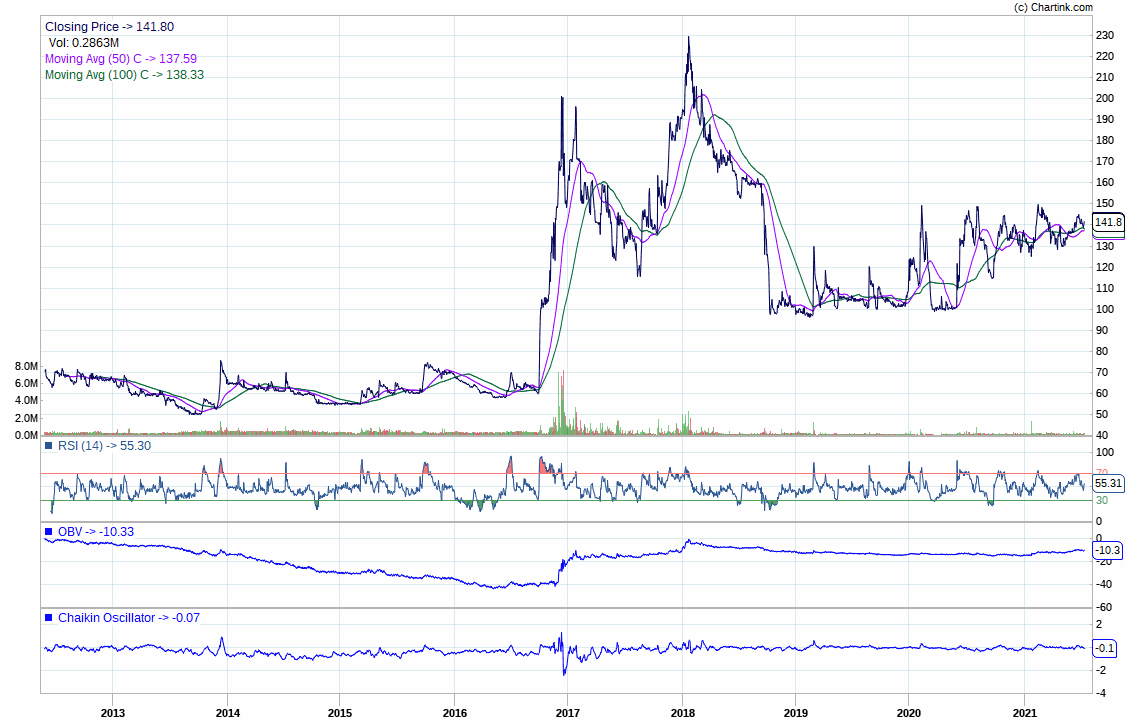 (c) Chartink.com
Closing Price -> 141.80
Vol: 0.2863M
Moving Avg (50) C -> 137.59
Moving Avg (100) C -> 138.33
230
220
210
200
190
180
170
160
150
141.8
130
120
110
100
90
80
70
60
50
40
8.0M
6.0M
4.0M
2.0M
0.0M
RSI (14) -> 55.30
100
70
55.31
30
0
OBV -> -10.33
0
-10.3
-20
-40
-60
Chaikin Oscillator -> -0.07
2
-0.1
-2
-4
2013 2014 2015 2016 2017 2018 2019 2020 2021